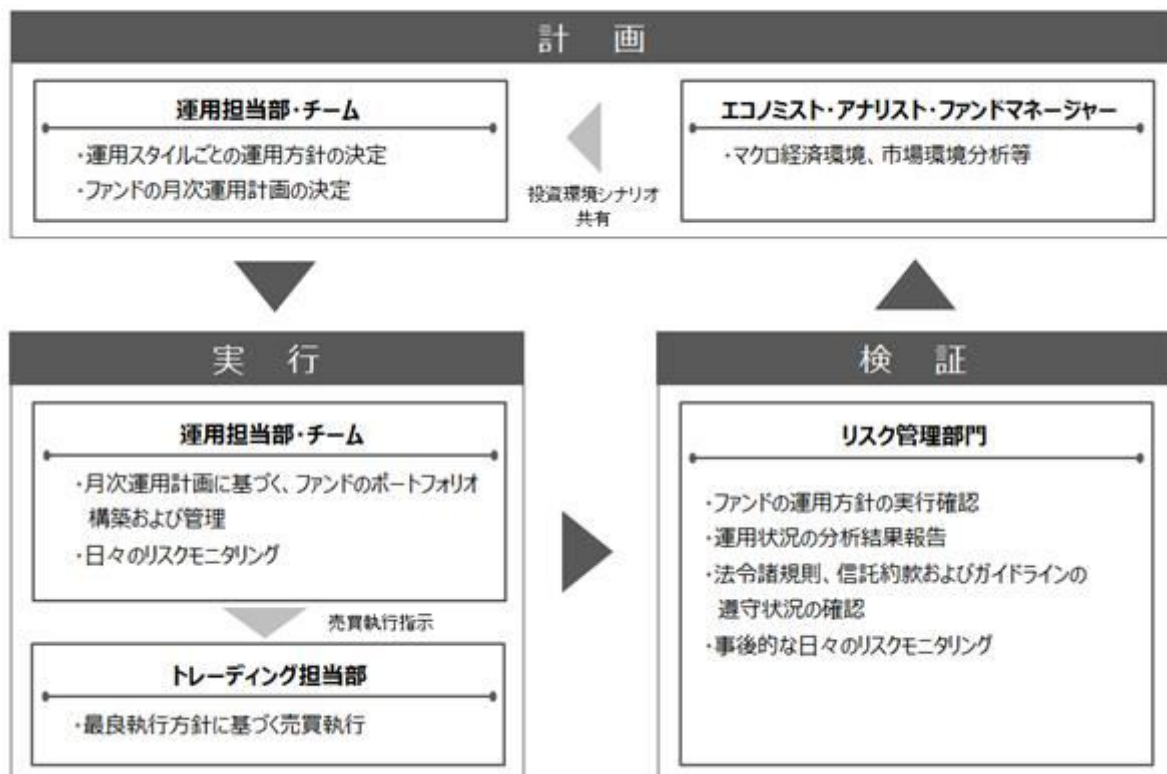 計 画
運用担当部・チーム
・運用スタイルごとの運用方針の決定
・ファンドの月次運用計画の決定
投資環境シナリオ
共有
エコノミスト・アナリスト・ファンドマネージャー
・マクロ経済環境、市場環境分析等
実 行
運用担当部・チーム
・月次運用計画に基づく、ファンドのポートフォリオ
構築および管理
・日々のリスクモニタリング
売買執行指示
トレーディング担当部
・最良執行方針に基づく売買執行
検 証
リスク管理部門
・ファンドの運用方針の実行確認
・運用状況の分析結果報告
・法令諸規則、信託約款およびガイドラインの
遵守状況の確認
・事後的な日々のリスクモニタリング